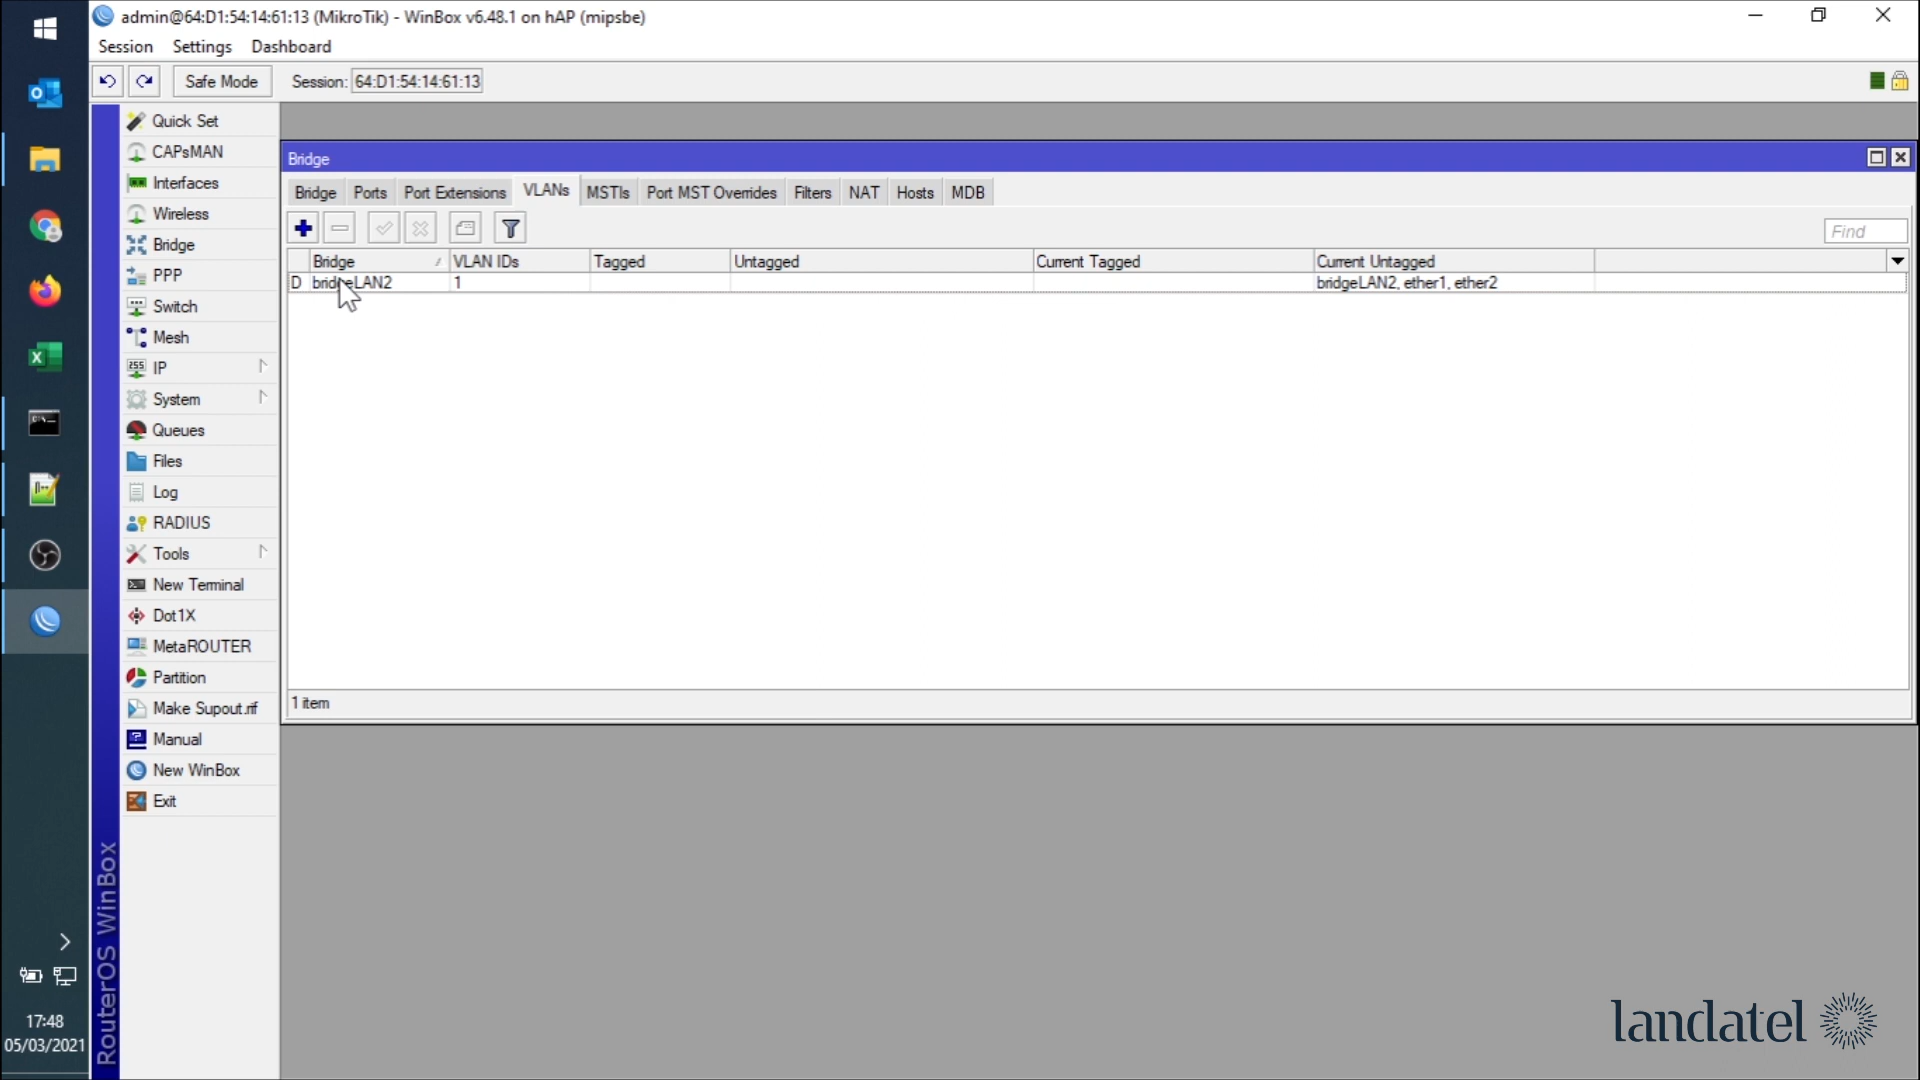 admin@64:D1:54:14:61:13 (MikroTik) - WinBox v6.48.1 on hAP (mipsbe)
Session Settings Dashboard
Safe Mode Session: 64:D1:54:14:61:13
Quick Set
CAPsMAN
Interfaces
Wireless
Bridge
PPP
Switch
Mesh
IP
System
Queues
Files
Log
RADIUS
Tools
New Terminal
Dot1X
MetaROUTER
Partition
Make Supout.rif
Manual
New WinBox
Exit
RouterOS WinBox
Bridge
Bridge Ports Port Extensions VLANs MSTIs Port MST Overrides Filters NAT Hosts MDB
Find
Bridge VLAN IDs Tagged Untagged Current Tagged Current Untagged
D bridgeLAN2 1 bridgeLAN2, ether1, ether2
1 item
17:48
05/03/2021
landatel